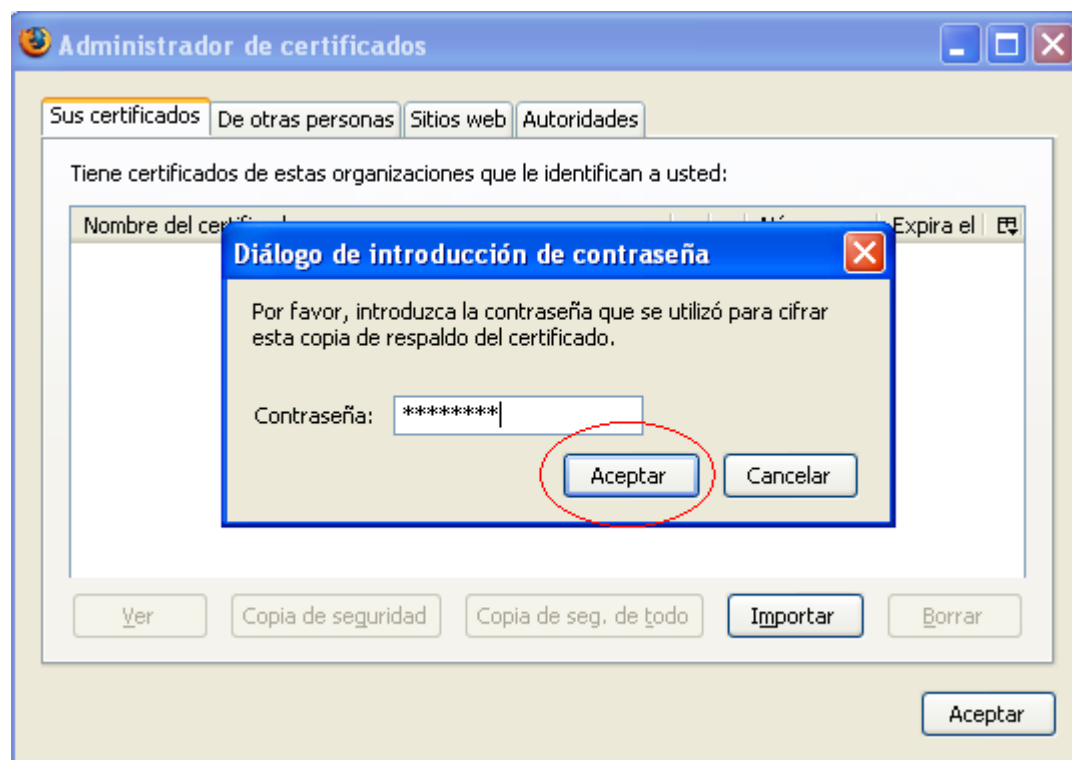 Administrador de certificados
Sus certificados De otras personas Sitios web Autoridades
Tiene certificados de estas organizaciones que le identifican a usted:
Nombre del Expira el
Diálogo de introducción de contraseña
Por favor, introduzca la contraseña que se utilizó para cifrar
esta copia de respaldo del certificado.
Contraseña: ********
Aceptar Cancelar
Ver Copia de seguridad Copia de seg. de todo Importar Borrar
Aceptar